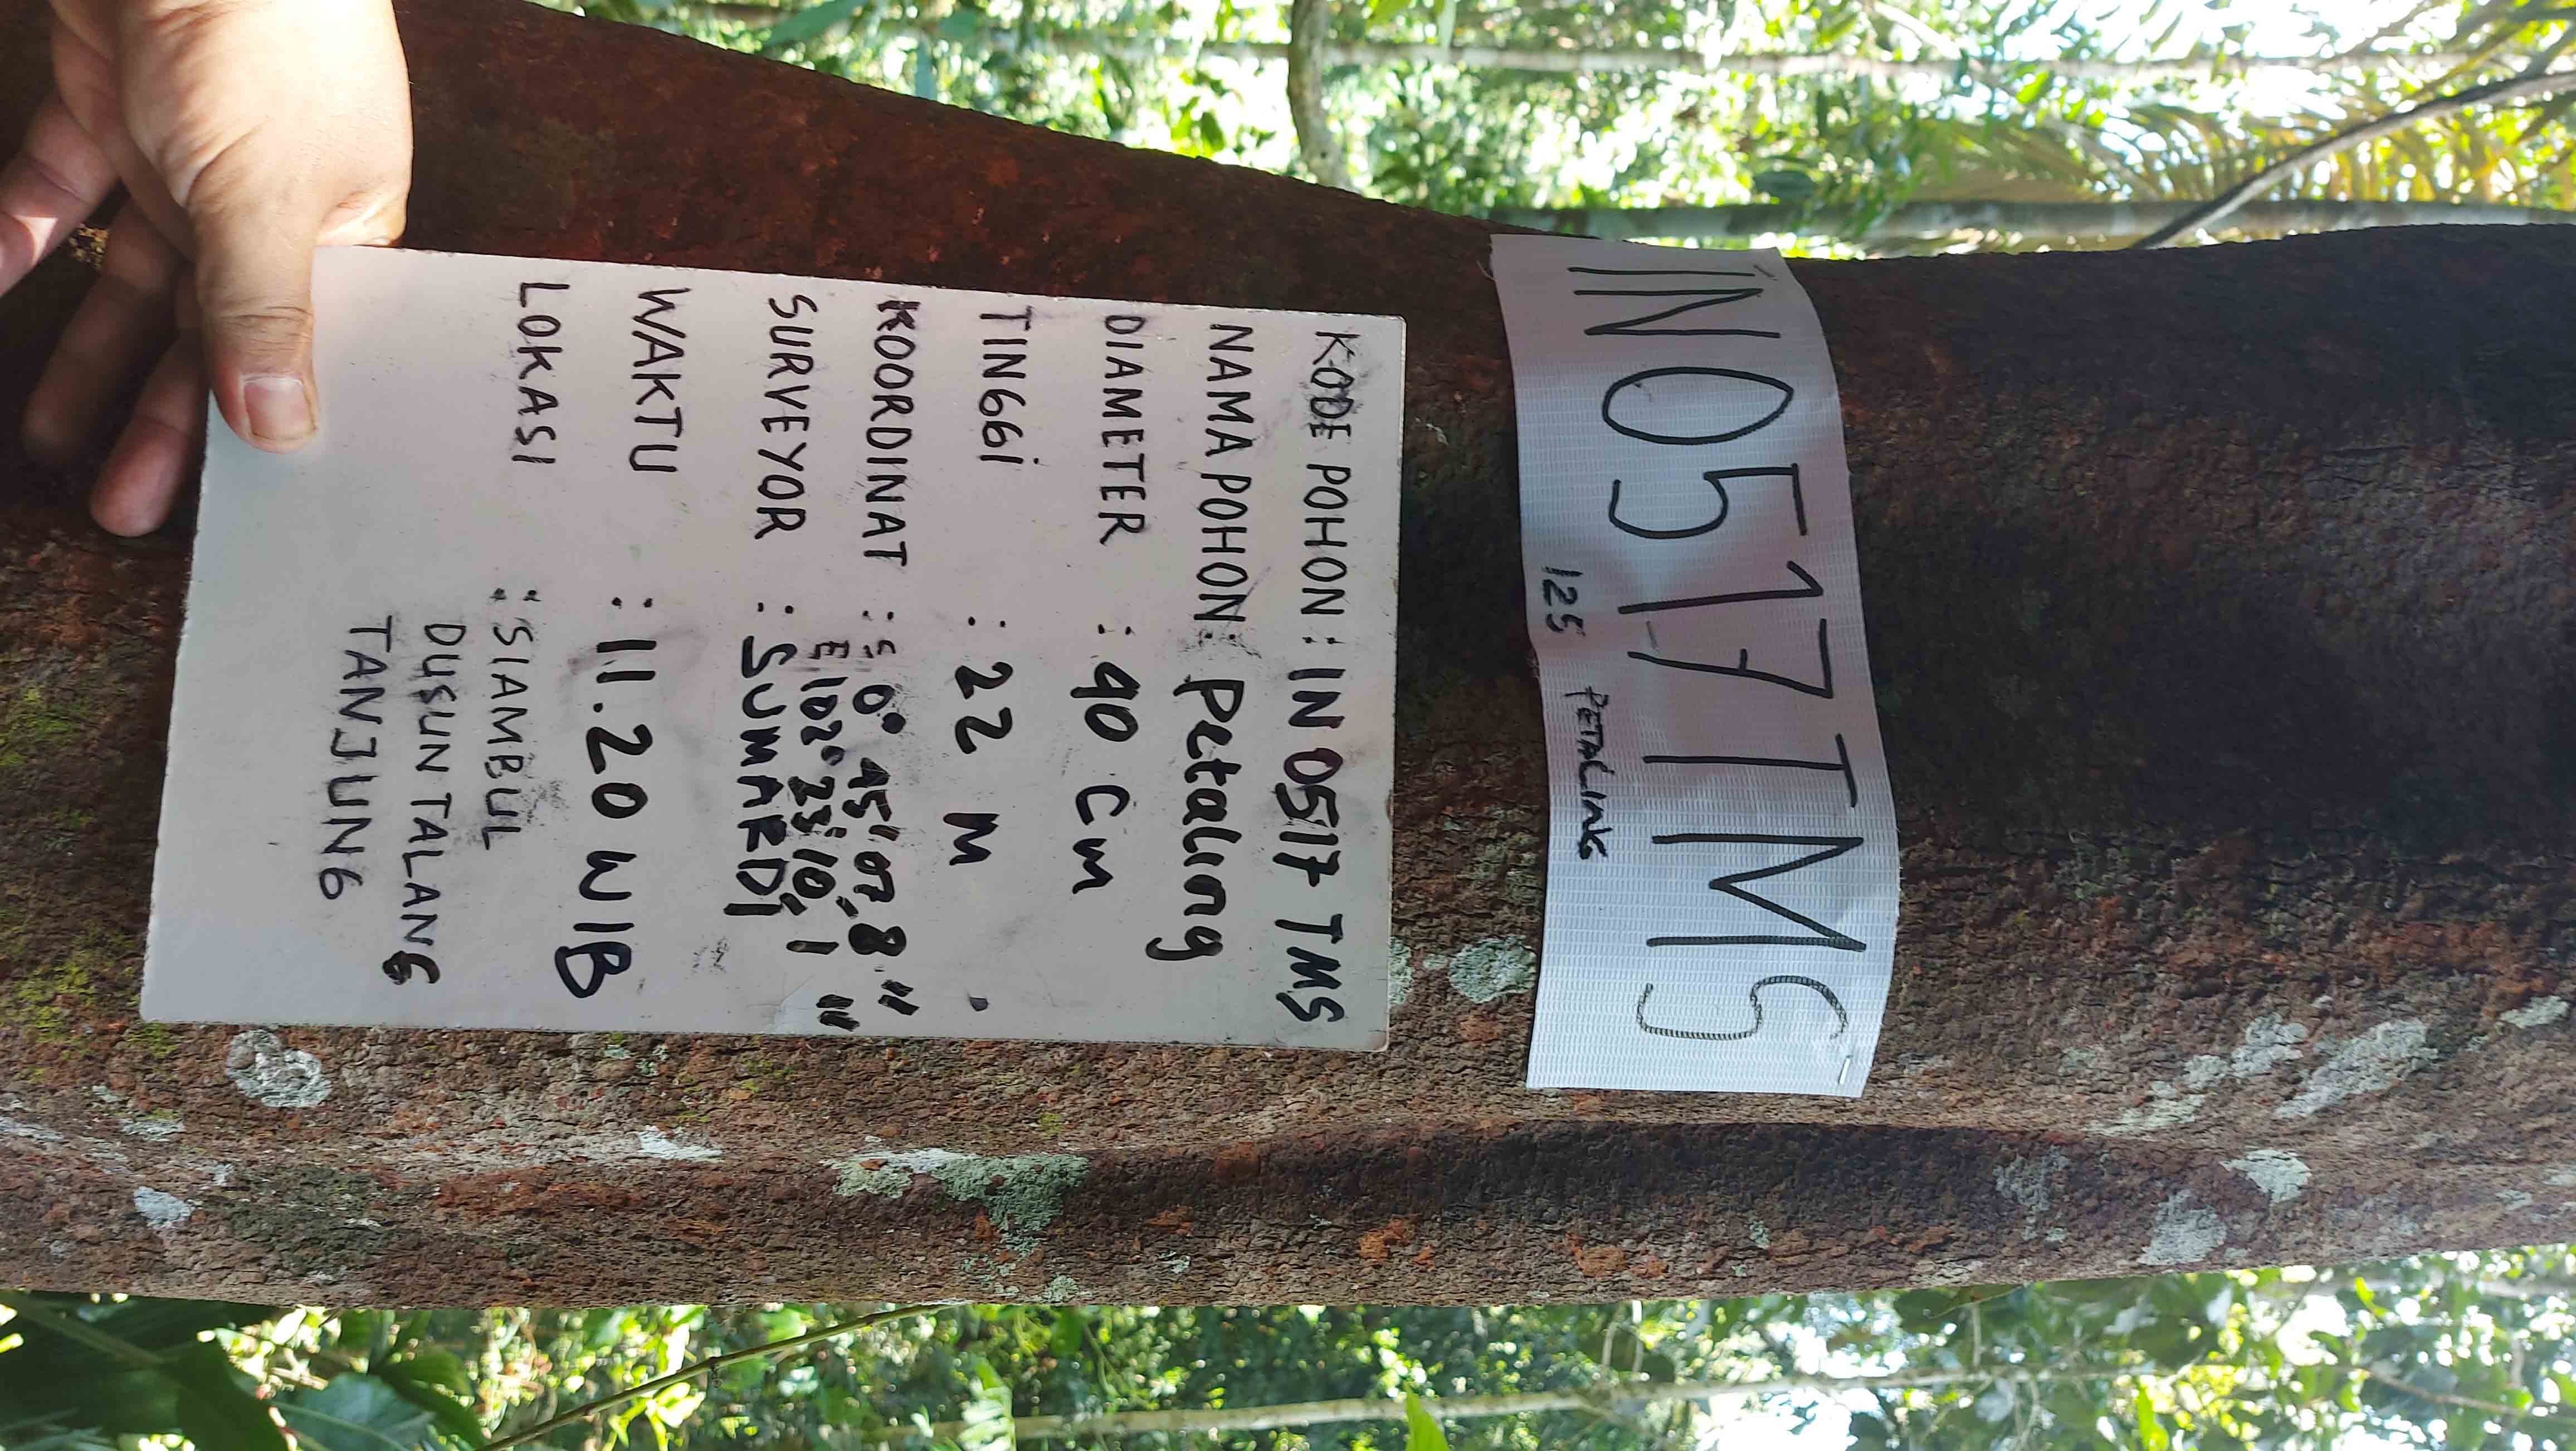 IN0517TMS
125 PETALING
KODE POHON : IN 0517 TMS
NAMA POHON : Petaling
DIAMETER : 40 Cm
TINGGi : 22 m
KOORDINAT : S 0° 45' 07.8"
E 102° 23' 10.1"
SURVEYOR : SUMARDI
WAKTU : 11.20 WIB
LOKASI : SIAMBUL
DUSUN TALANG
TANJUNG